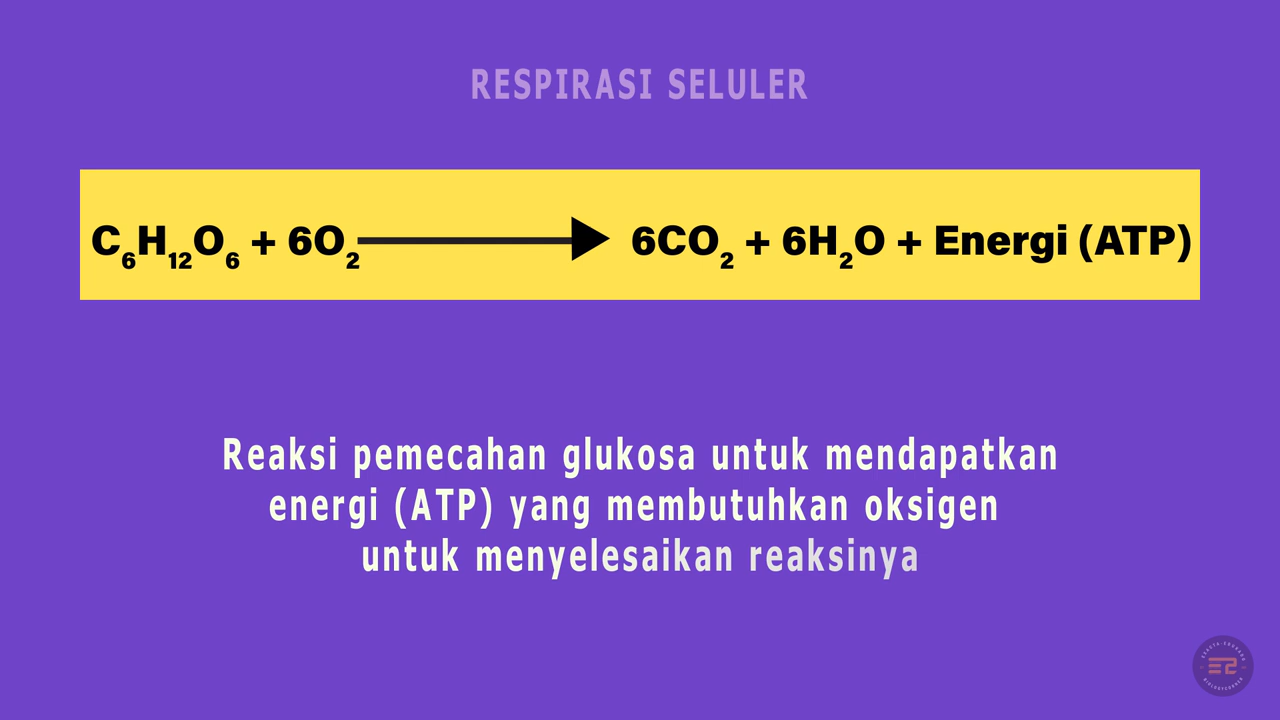 RESPIRASI SELULER
C₆H₁₂O₆ + 6O₂ → 6CO₂ + 6H₂O + Energi (ATP)
Reaksi pemecahan glukosa untuk mendapatkan
energi (ATP) yang membutuhkan oksigen
untuk menyelesaikan reaksinya